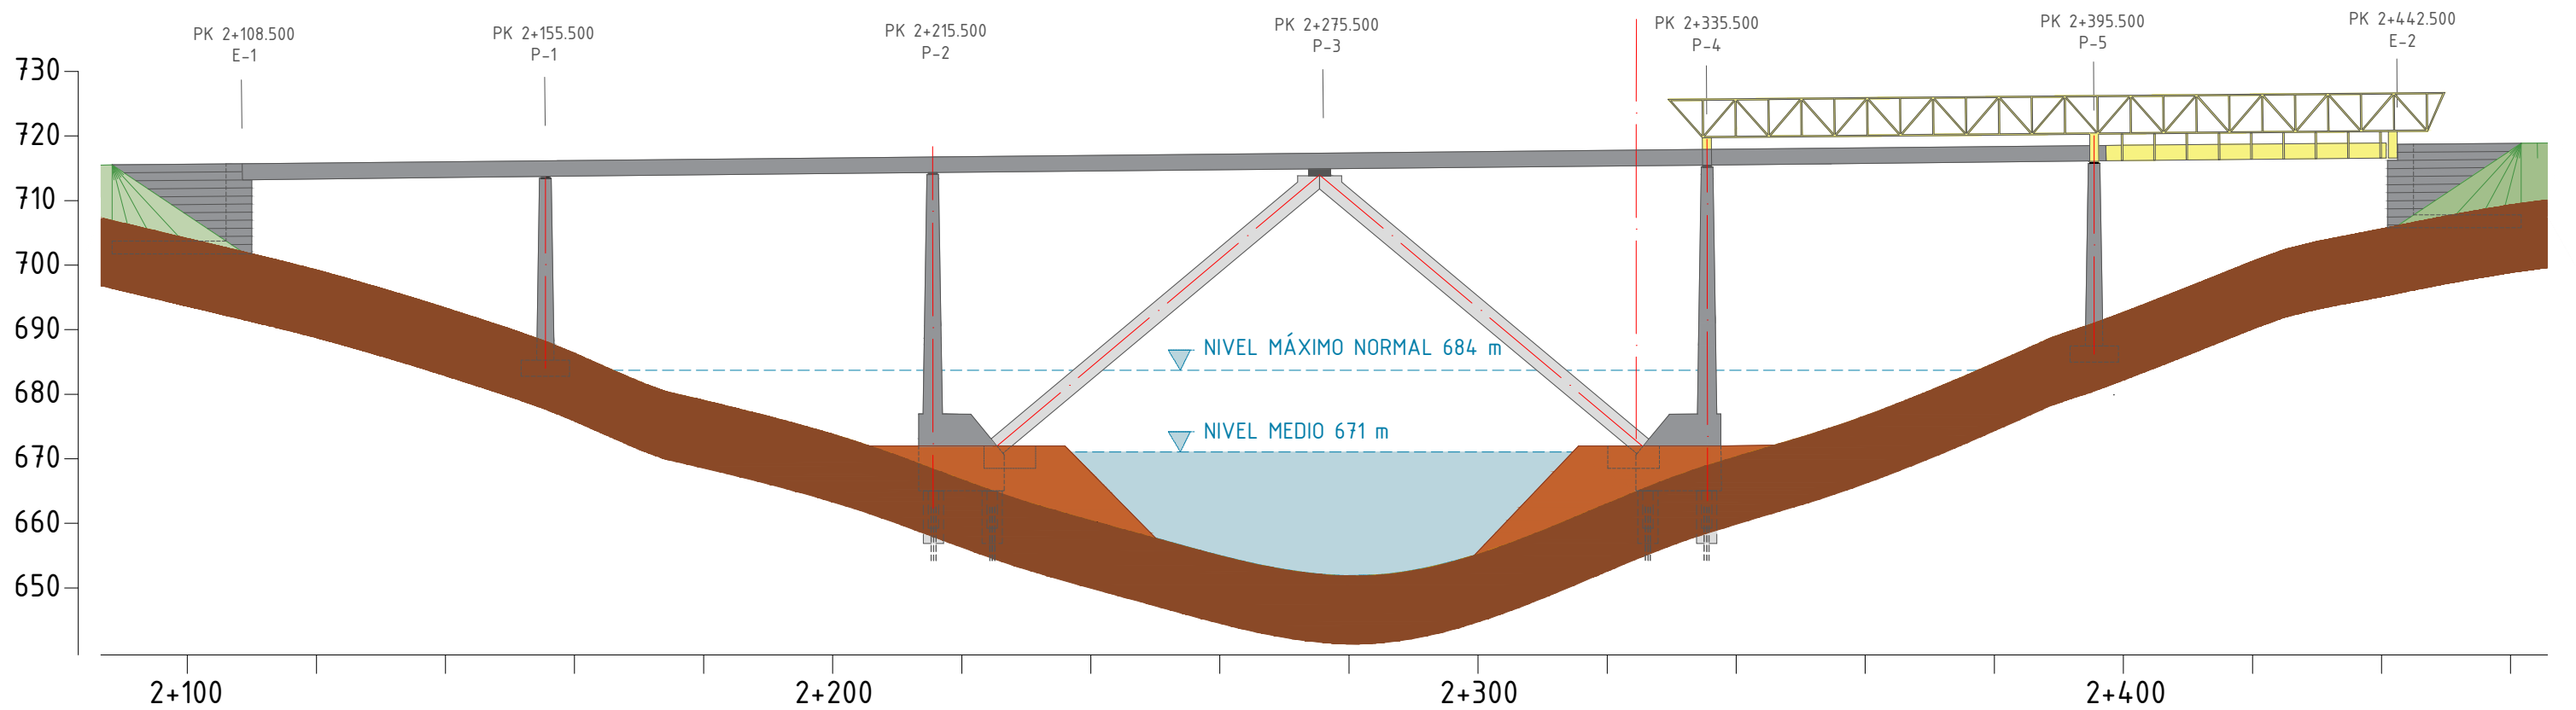 PK 2+108.500
E-1
PK 2+155.500
P-1
PK 2+215.500
P-2
PK 2+275.500
P-3
PK 2+335.500
P-4
PK 2+395.500
P-5
PK 2+442.500
E-2
730
720
710
700
690
680
670
660
650
NIVEL MÁXIMO NORMAL 684 m
NIVEL MEDIO 671 m
2+100
2+200
2+300
2+400